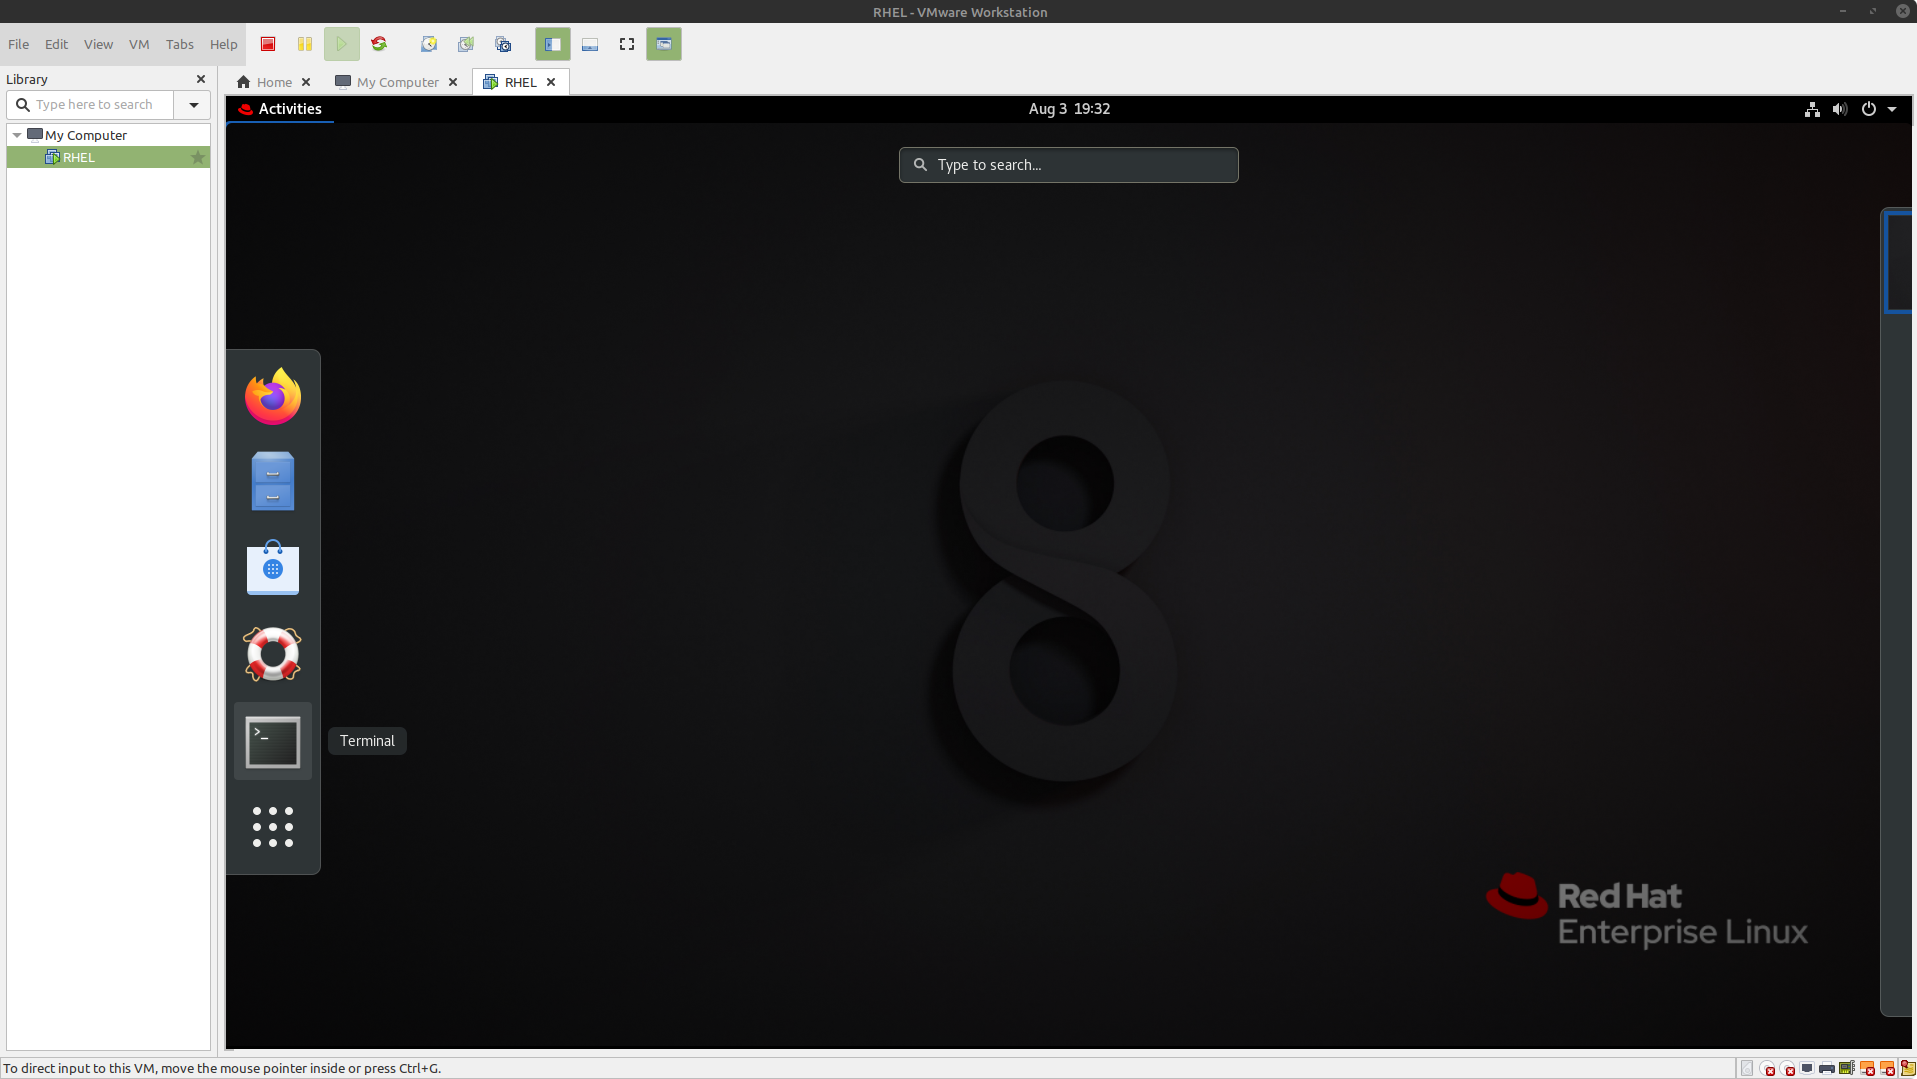 RHEL - VMware Workstation
File Edit View VM Tabs Help
Library
Type here to search
My Computer
RHEL
Home My Computer RHEL
Activities Aug 3 19:32
Type to search...
8
>_
Terminal
Red Hat
Enterprise Linux
To direct input to this VM, move the mouse pointer inside or press Ctrl+G.